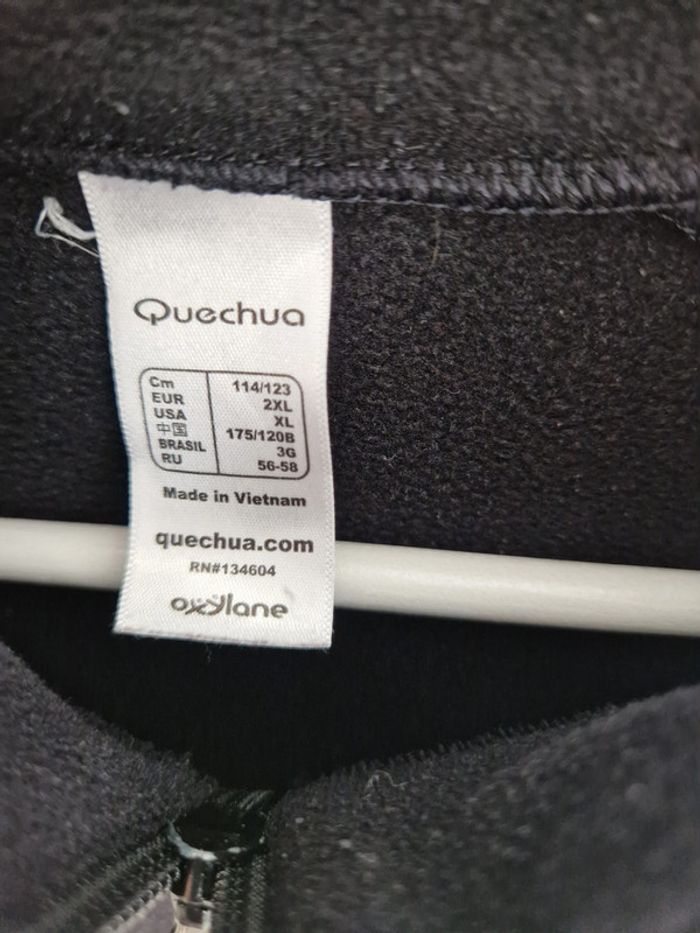 Quechua
Cm 114/123
EUR 2XL
USA XL
中国 175/120B
BRASIL 3G
RU 56-58
Made in Vietnam
quechua.com
RN#134604
oxylane